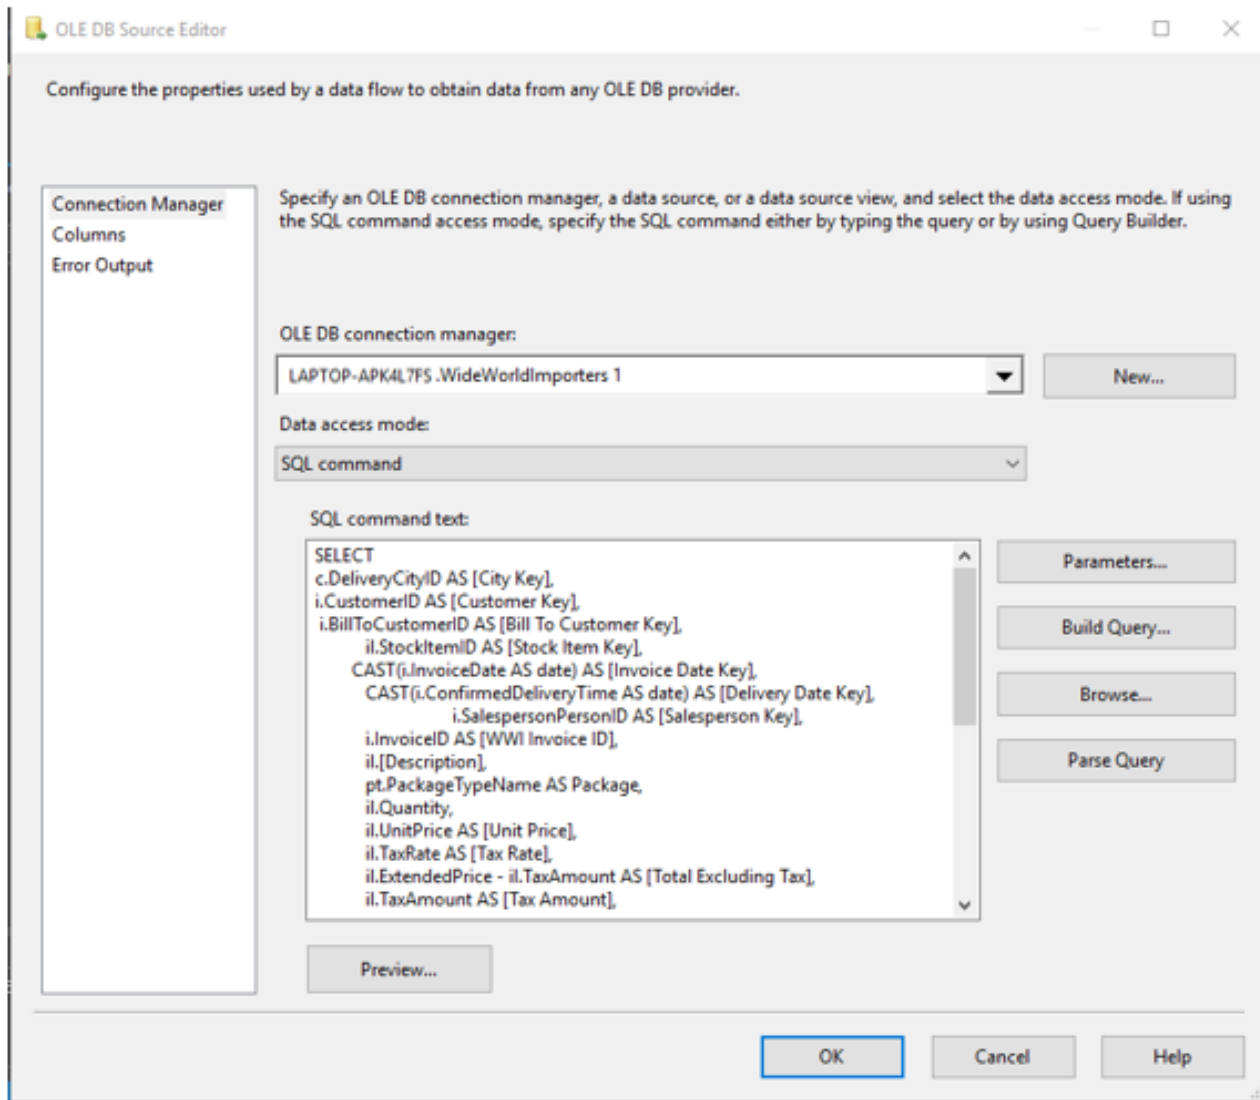 OLE DB Source Editor
Configure the properties used by a data flow to obtain data from any OLE DB provider.
Connection Manager
Columns
Error Output
Specify an OLE DB connection manager, a data source, or a data source view, and select the data access mode. If using
the SQL command access mode, specify the SQL command either by typing the query or by using Query Builder.
OLE DB connection manager:
LAPTOP-APK4L7FS .WideWorldImporters 1
New...
Data access mode:
SQL command
SQL command text:
SELECT
c.DeliveryCityID AS [City Key],
i.CustomerID AS [Customer Key],
i.BillToCustomerID AS [Bill To Customer Key],
il.StockItemID AS [Stock Item Key],
CAST(i.InvoiceDate AS date) AS [Invoice Date Key],
CAST(i.ConfirmedDeliveryTime AS date) AS [Delivery Date Key],
i.SalespersonPersonID AS [Salesperson Key],
i.InvoiceID AS [WWI Invoice ID],
il.[Description],
pt.PackageTypeName AS Package,
il.Quantity,
il.UnitPrice AS [Unit Price],
il.TaxRate AS [Tax Rate],
il.ExtendedPrice - il.TaxAmount AS [Total Excluding Tax],
il.TaxAmount AS [Tax Amount],
Parameters...
Build Query...
Browse...
Parse Query
Preview...
OK
Cancel
Help